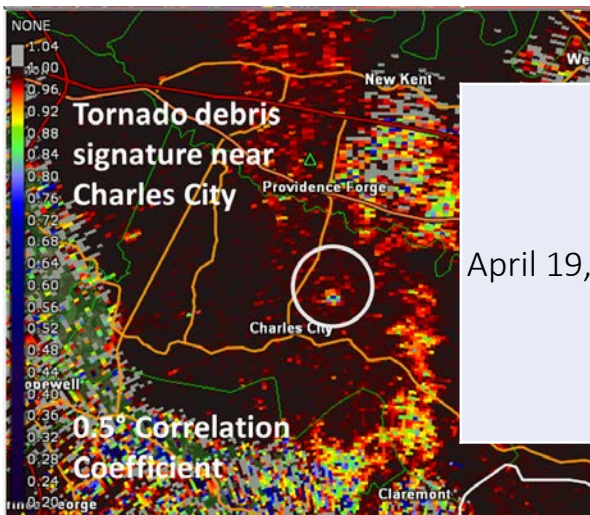 NONE
1.04
1.00
0.96
0.92
0.88
0.84
0.80
0.76
0.72
0.68
0.64
0.60
0.56
0.52
0.48
0.44
0.40
0.36
0.32
0.28
0.24
0.20
Tornado debris
signature near
Charles City
New Kent
We
Providence Forge
April 19,
Charles City
opewell
0.5° Correlation
Coefficient
Claremont
eorge